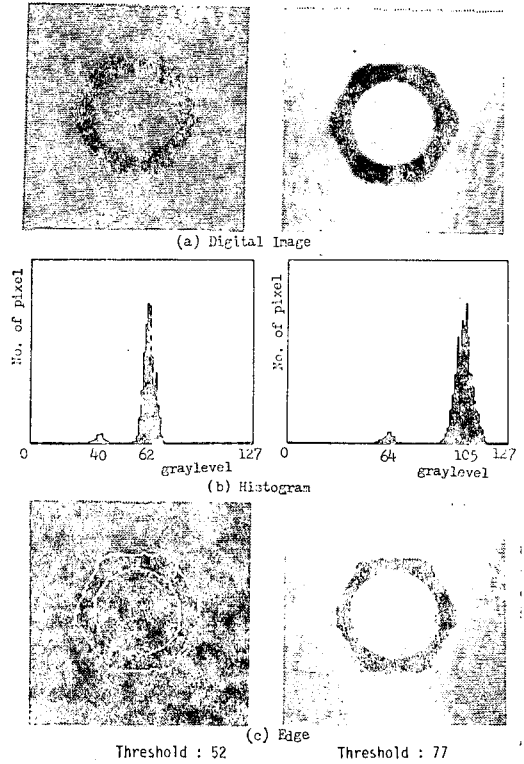 (a) Digital Image
No. of pixel
No. of pixel
0 40 62 127
graylevel
0 64 105 127
graylevel
(b) Histogram
(c) Edge
Threshold : 52
Threshold : 77